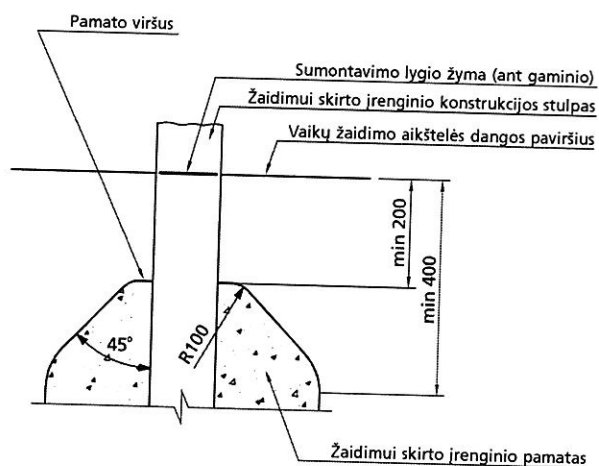 Pamato viršus
Sumontavimo lygio žyma (ant gaminio)
Žaidimui skirto įrenginio konstrukcijos stulpas
Vaikų žaidimo aikštelės dangos paviršius
min 200
min 400
45°
R100
Žaidimui skirto įrenginio pamatas